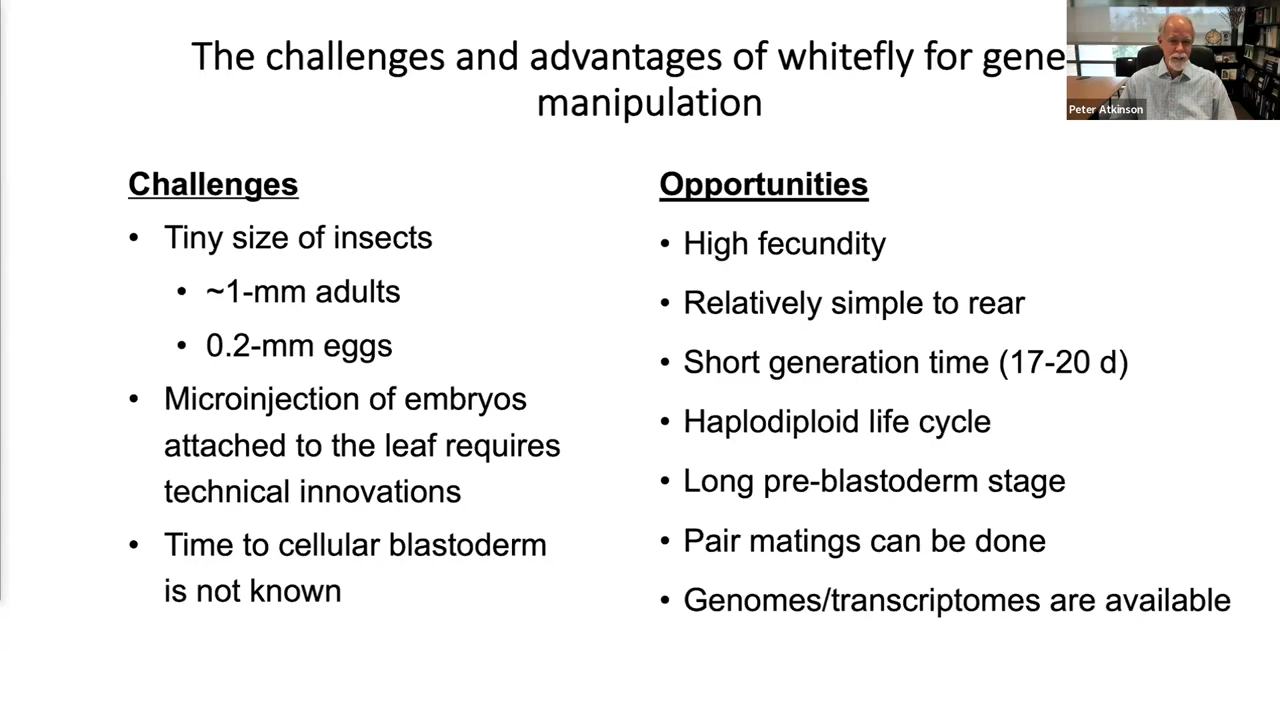 The challenges and advantages of whitefly for gene
manipulation
Peter Atkinson
Challenges
• Tiny size of insects
• ~1-mm adults
• 0.2-mm eggs
• Microinjection of embryos
attached to the leaf requires
technical innovations
• Time to cellular blastoderm
is not known
Opportunities
• High fecundity
• Relatively simple to rear
• Short generation time (17-20 d)
• Haplodiploid life cycle
• Long pre-blastoderm stage
• Pair matings can be done
• Genomes/transcriptomes are available